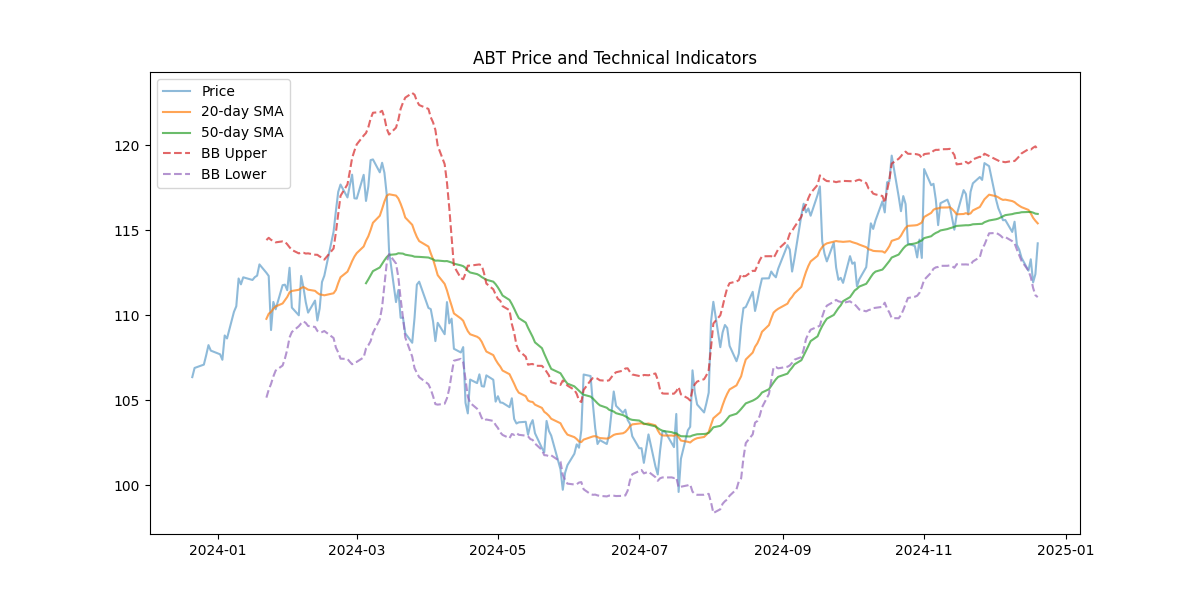 ABT Price and Technical Indicators
Price
20-day SMA
50-day SMA
BB Upper
BB Lower
120
115
110
105
100
2024-01 2024-03 2024-05 2024-07 2024-09 2024-11 2025-01